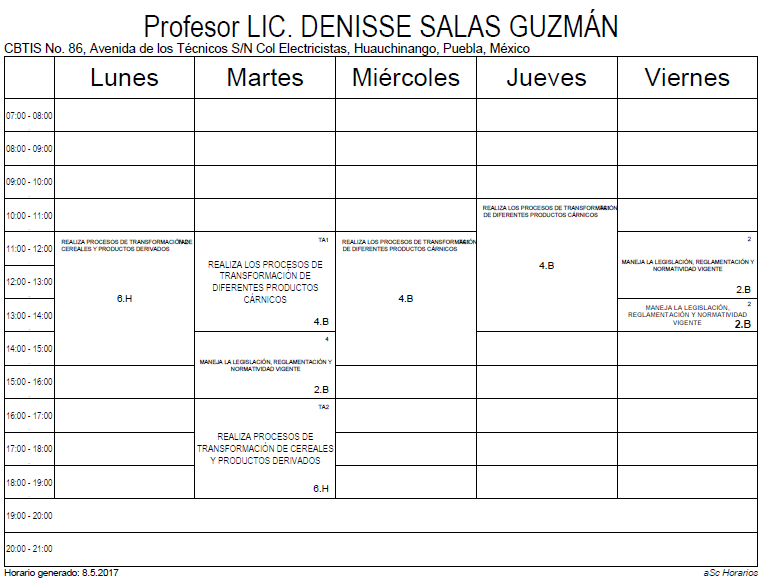 Profesor LIC. DENISSE SALAS GUZMÁN
CBTIS No. 86, Avenida de los Técnicos S/N Col Electricistas, Huauchinango, Puebla, México
Lunes Martes Miércoles Jueves Viernes
07:00 - 08:00
08:00 - 09:00
09:00 - 10:00
10:00 - 11:00
11:00 - 12:00
12:00 - 13:00
13:00 - 14:00
14:00 - 15:00
15:00 - 16:00
16:00 - 17:00
17:00 - 18:00
18:00 - 19:00
19:00 - 20:00
20:00 - 21:00
REALIZA PROCESOS DE TRANSFORMACIÓN DE
CEREALES Y PRODUCTOS DERIVADOS
6.H
TA1
REALIZA LOS PROCESOS DE
TRANSFORMACIÓN DE
DIFERENTES PRODUCTOS
CÁRNICOS
4.B
4
MANEJA LA LEGISLACIÓN, REGLAMENTACIÓN Y
NORMATIVIDAD VIGENTE
2.B
TA2
REALIZA PROCESOS DE
TRANSFORMACIÓN DE CEREALES
Y PRODUCTOS DERIVADOS
6.H
REALIZA LOS PROCESOS DE TRANSFORMACIÓN
DE DIFERENTES PRODUCTOS CÁRNICOS
4.B
REALIZA LOS PROCESOS DE TRANSFORMACIÓN
DE DIFERENTES PRODUCTOS CÁRNICOS
4.B
2
MANEJA LA LEGISLACIÓN, REGLAMENTACIÓN Y
NORMATIVIDAD VIGENTE
2.B
2
MANEJA LA LEGISLACIÓN,
REGLAMENTACIÓN Y NORMATIVIDAD
VIGENTE
2.B
Horario generado: 8.5.2017
aSc Horarios